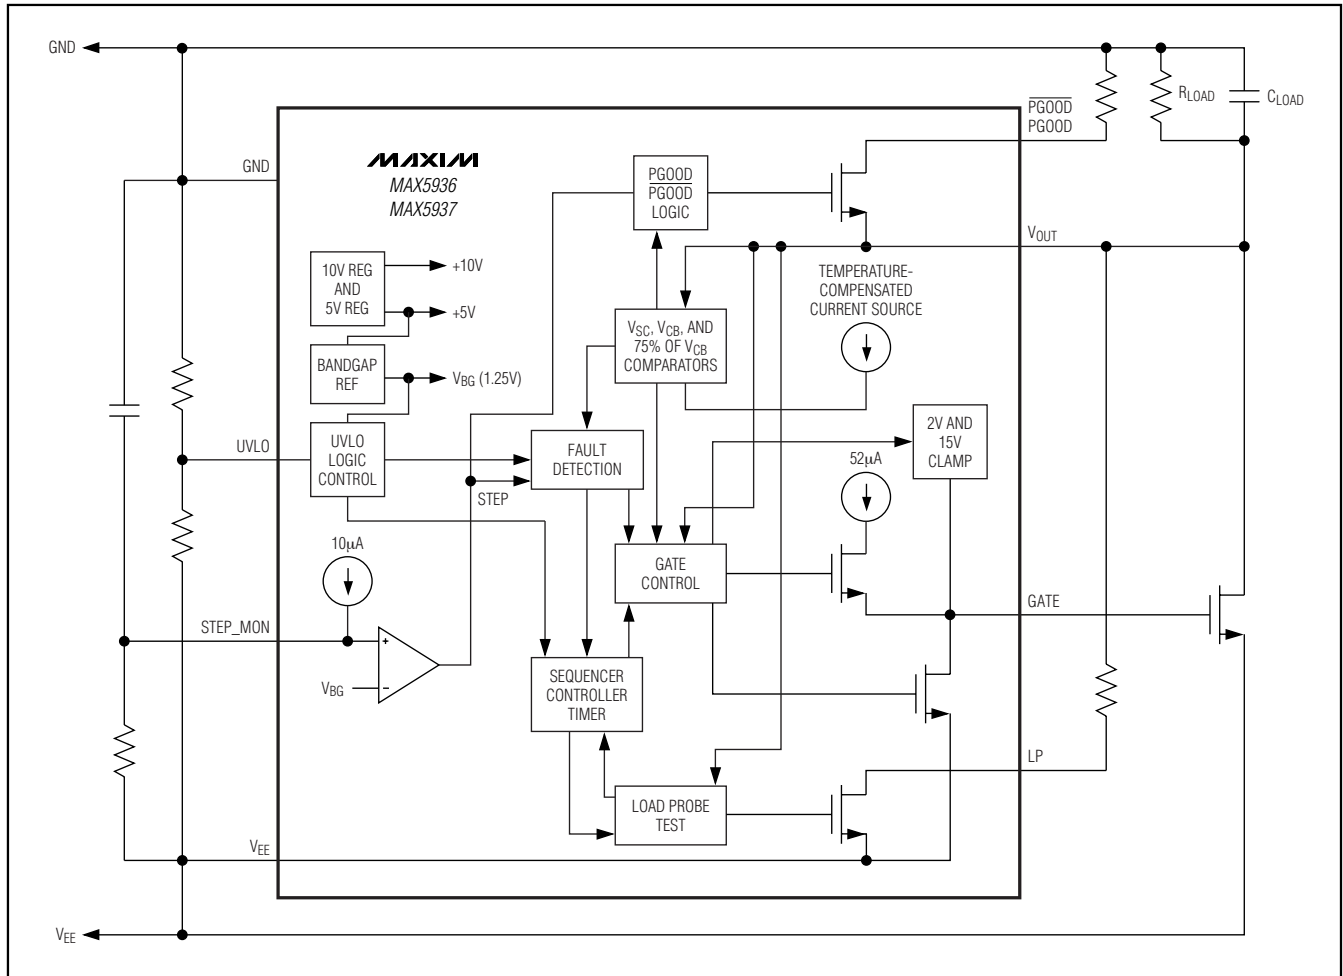 GND
PGOOD
PGOOD
RLOAD
CLOAD
GND
MAXIM
MAX5936
MAX5937
PGOOD
PGOOD
LOGIC
VOUT
10V REG
AND
5V REG
+10V
+5V
TEMPERATURE-
COMPENSATED
CURRENT SOURCE
VSC, VCB, AND
75% OF VCB
COMPARATORS
BANDGAP
REF
VBG (1.25V)
2V AND
15V
CLAMP
UVLO
UVLO
LOGIC
CONTROL
FAULT
DETECTION
52µA
STEP
10µA
GATE
CONTROL
GATE
STEP_MON
+
VBG
−
SEQUENCER
CONTROLLER
TIMER
LP
LOAD PROBE
TEST
VEE
VEE